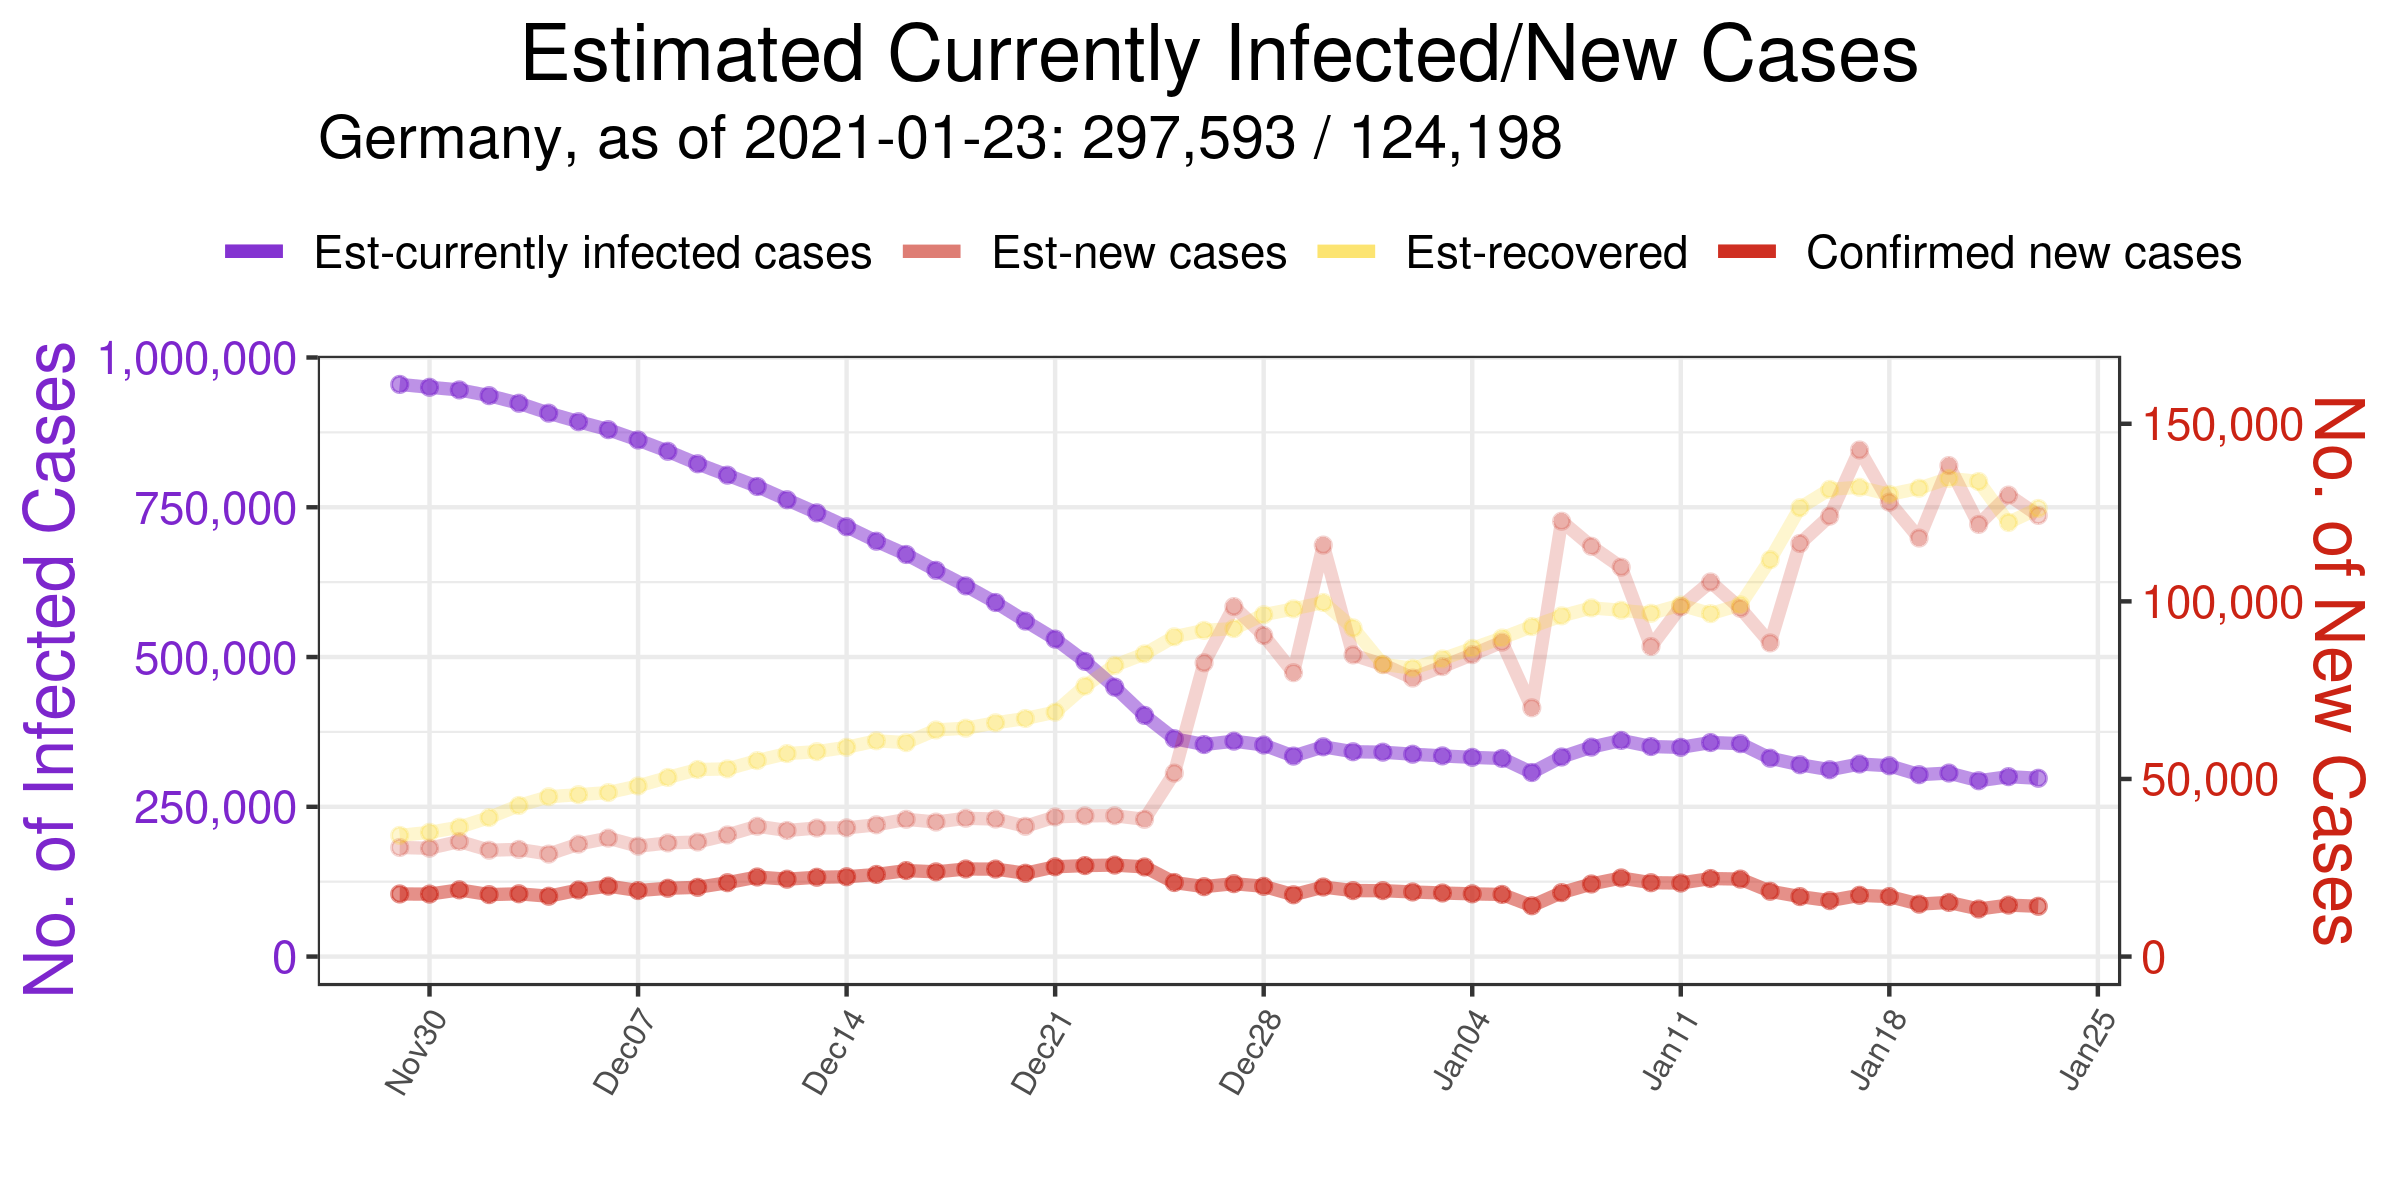 Estimated Currently Infected/New Cases
Germany, as of 2021-01-23: 297,593 / 124,198
Est-currently infected cases Est-new cases Est-recovered Confirmed new cases
No. of Infected Cases
1,000,000
750,000
500,000
250,000
0
150,000
100,000
50,000
0
No. of New Cases
Nov30 Dec07 Dec14 Dec21 Dec28 Jan04 Jan11 Jan18 Jan25